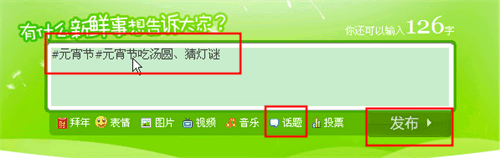 有什么新鲜事想告诉大家?
你还可以输入126字
#元宵节#元宵节吃汤圆、猜灯谜
拜年 表情 图片 视频 音乐 话题 投票
发布